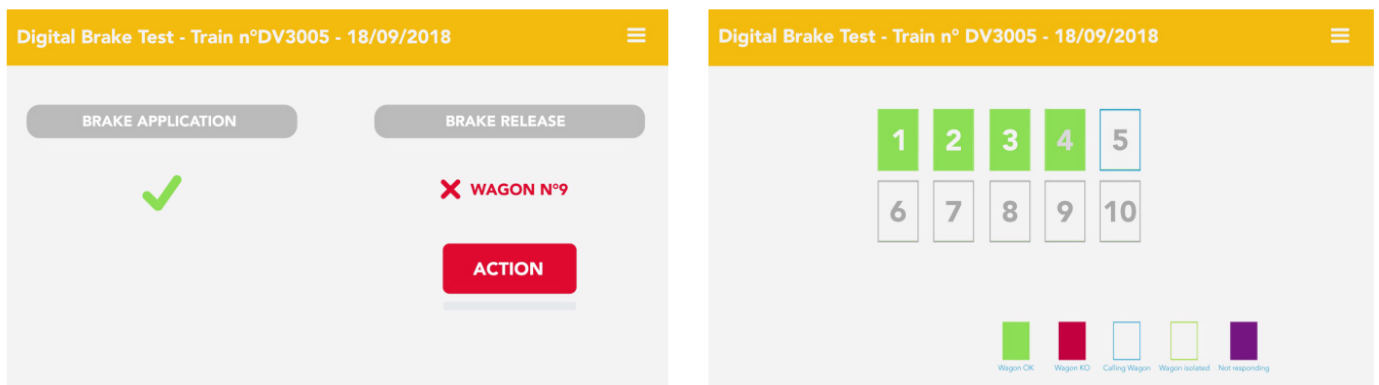 Digital Brake Test - Train n°DV3005 - 18/09/2018
BRAKE APPLICATION
BRAKE RELEASE
WAGON N°9
ACTION
Digital Brake Test - Train n° DV3005 - 18/09/2018
1 2 3 4 5
6 7 8 9 10
Wagon OK Wagon KO Calling Wagon Wagon isolated Not responding